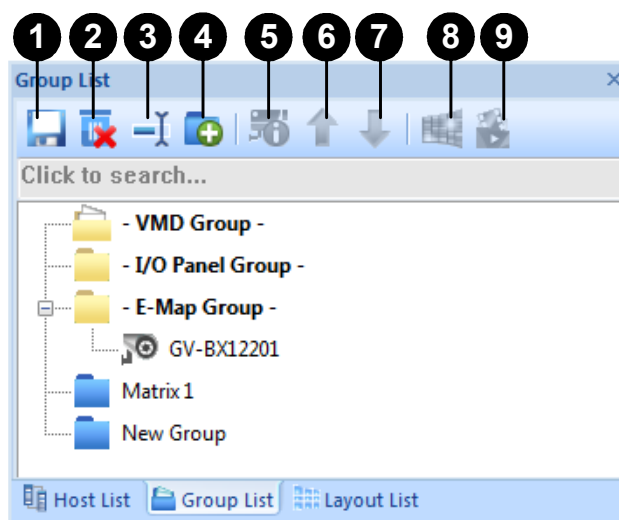 1 2 3 4 5 6 7 8 9
Group List
Click to search...
- VMD Group -
- I/O Panel Group -
- E-Map Group -
GV-BX12201
Matrix 1
New Group
Host List Group List Layout List